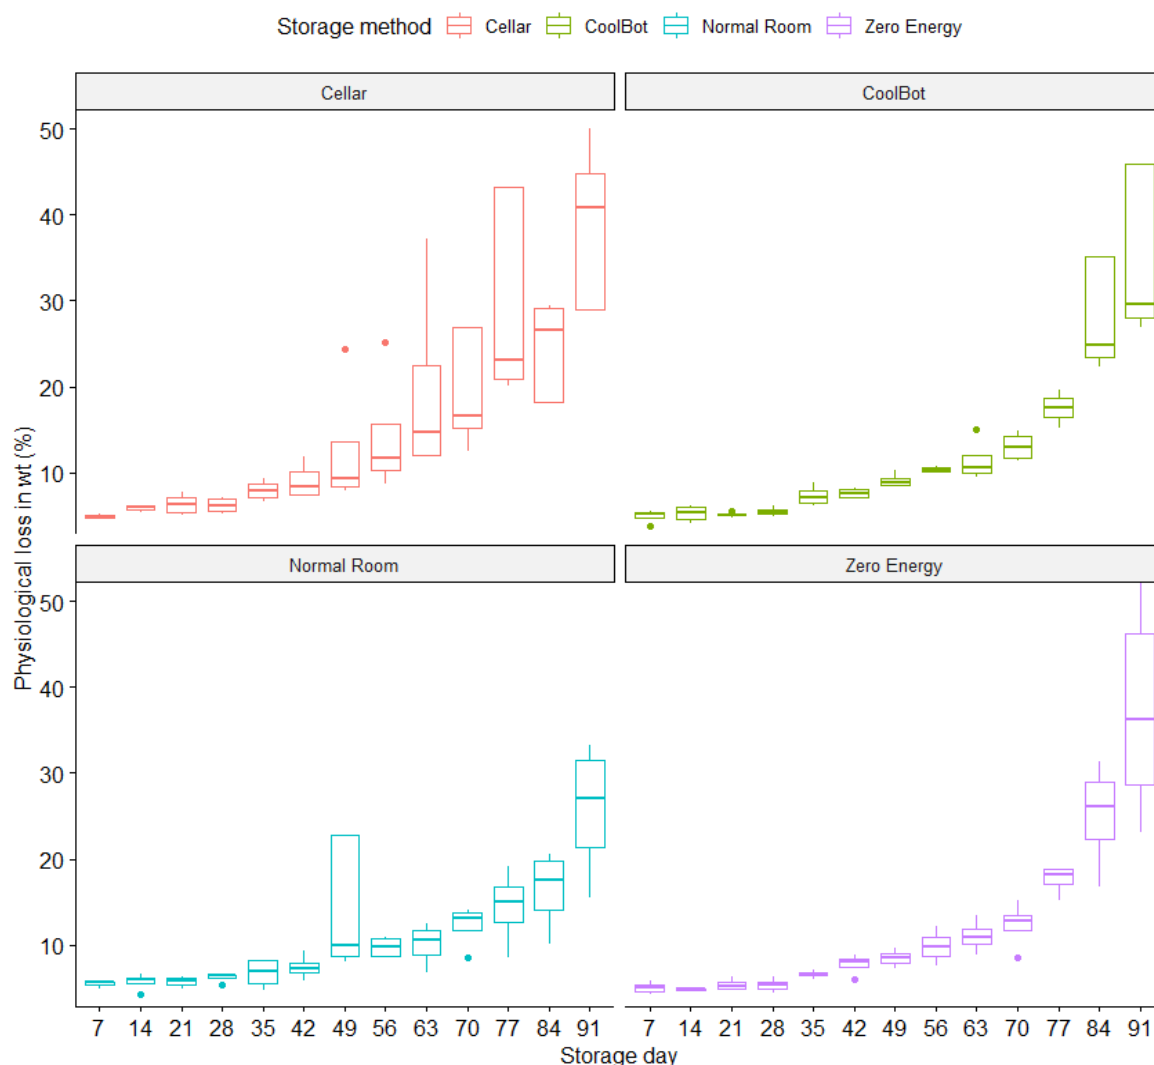 Storage method Cellar CoolBot Normal Room Zero Energy
Cellar CoolBot
50
40
30
20
10
Normal Room Zero Energy
50
40
30
20
10
Physiological loss in wt (%)
7 14 21 28 35 42 49 56 63 70 77 84 91 7 14 21 28 35 42 49 56 63 70 77 84 91
Storage day